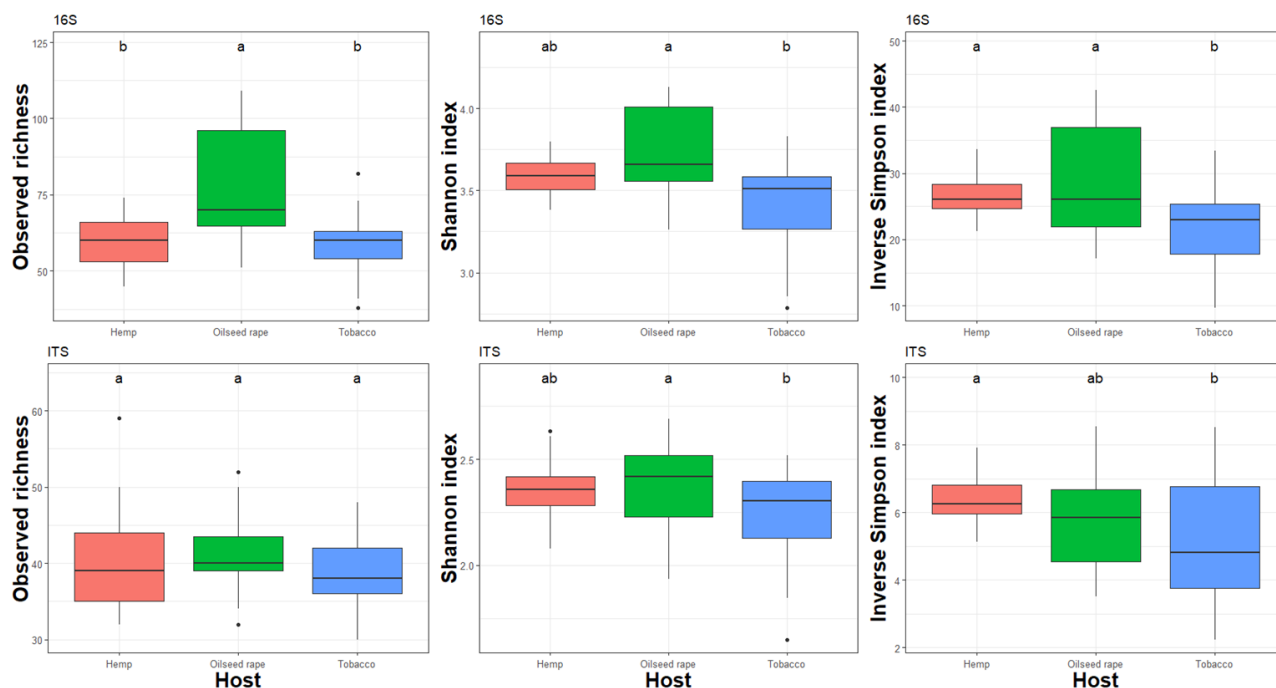 16S
Observed richness
125
100
75
50
b
a
b
Hemp
Oilseed rape
Tobacco
16S
Shannon index
4.0
3.5
3.0
ab
a
b
Hemp
Oilseed rape
Tobacco
16S
Inverse Simpson index
50
40
30
20
10
a
a
b
Hemp
Oilseed rape
Tobacco
ITS
Observed richness
60
50
40
30
a
a
a
Hemp
Oilseed rape
Tobacco
Host
ITS
Shannon index
2.5
2.0
ab
a
b
Hemp
Oilseed rape
Tobacco
Host
ITS
Inverse Simpson index
10
8
6
4
2
a
ab
b
Hemp
Oilseed rape
Tobacco
Host